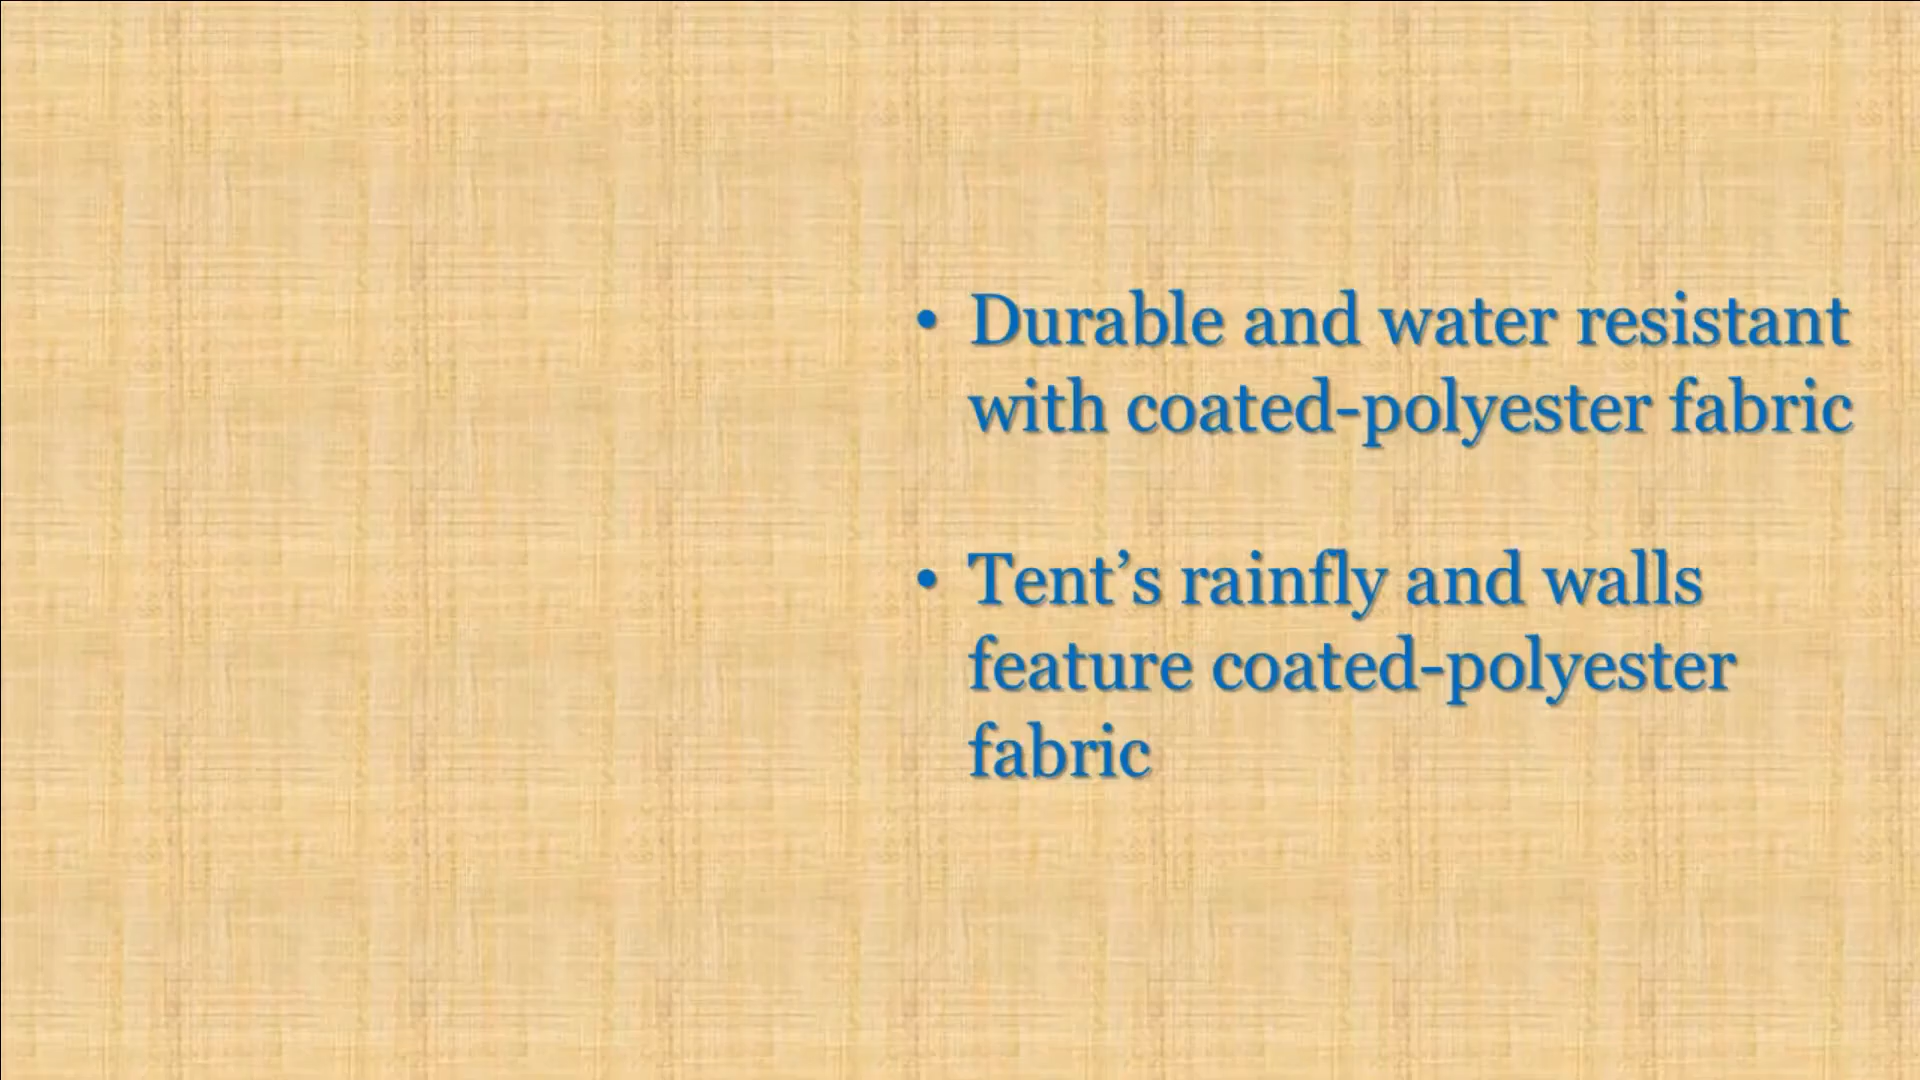 • Durable and water resistant
with coated-polyester fabric
• Tent’s rainfly and walls
feature coated-polyester
fabric